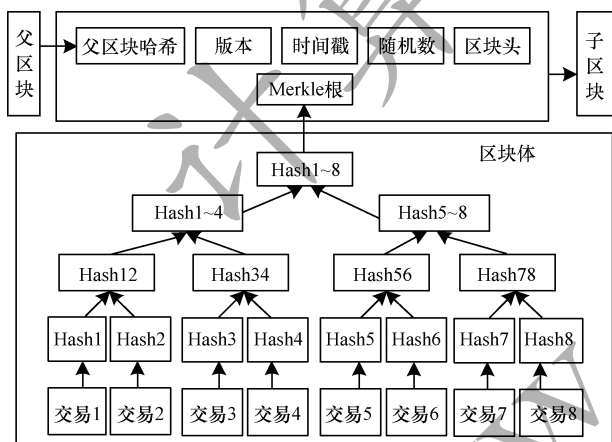 父区块
父区块哈希 版本 时间戳 随机数 区块头
子区块
Merkle根
区块体
Hash1~8
Hash1~4 Hash5~8
Hash12 Hash34 Hash56 Hash78
Hash1 Hash2 Hash3 Hash4 Hash5 Hash6 Hash7 Hash8
交易1 交易2 交易3 交易4 交易5 交易6 交易7 交易8
计算
W